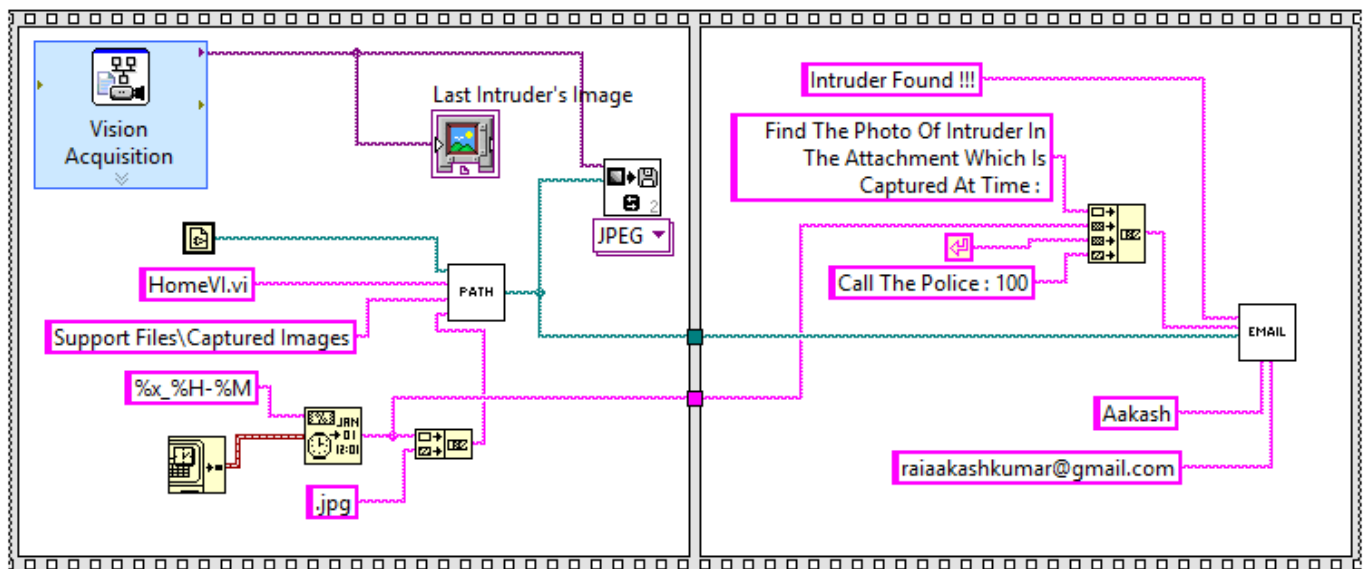 Vision
Acquisition
Last Intruder's Image
2
JPEG
HomeVI.vi
PATH
Support Files\Captured Images
%x_%H-%M
JAN
01
12:01
.jpg
Intruder Found !!!
Find The Photo Of Intruder In
The Attachment Which Is
Captured At Time :
Call The Police : 100
EMAIL
Aakash
raiaakashkumar@gmail.com